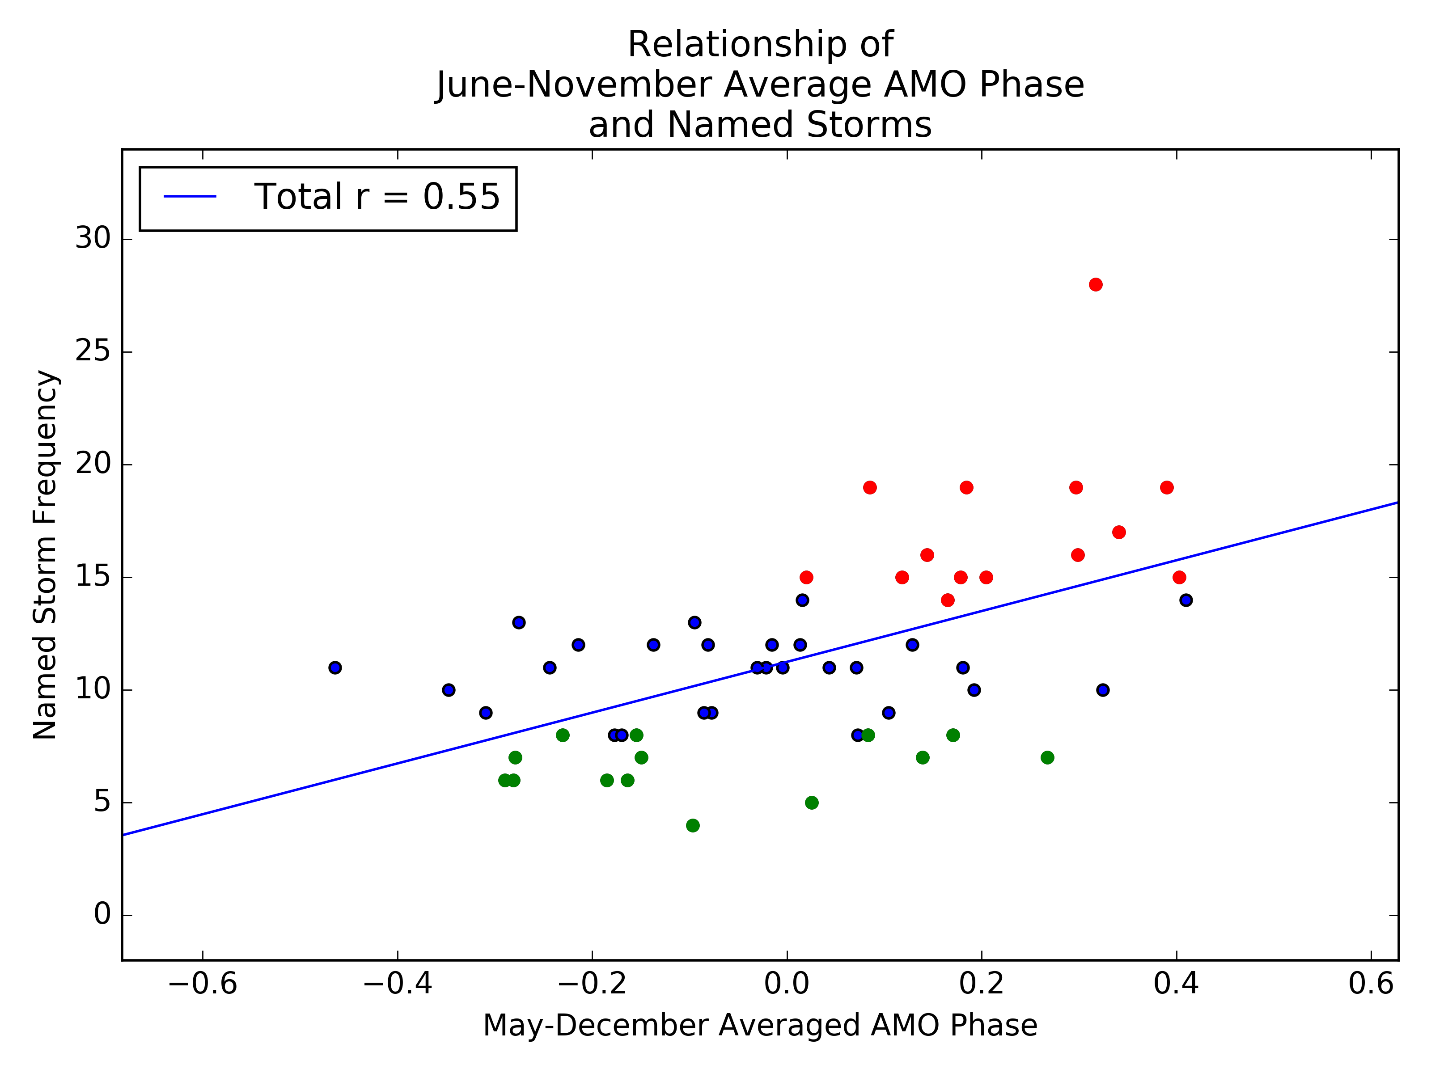 Relationship of
June-November Average AMO Phase
and Named Storms
Total r = 0.55
Named Storm Frequency
30
25
20
15
10
5
0
−0.6 −0.4 −0.2 0.0 0.2 0.4 0.6
May-December Averaged AMO Phase